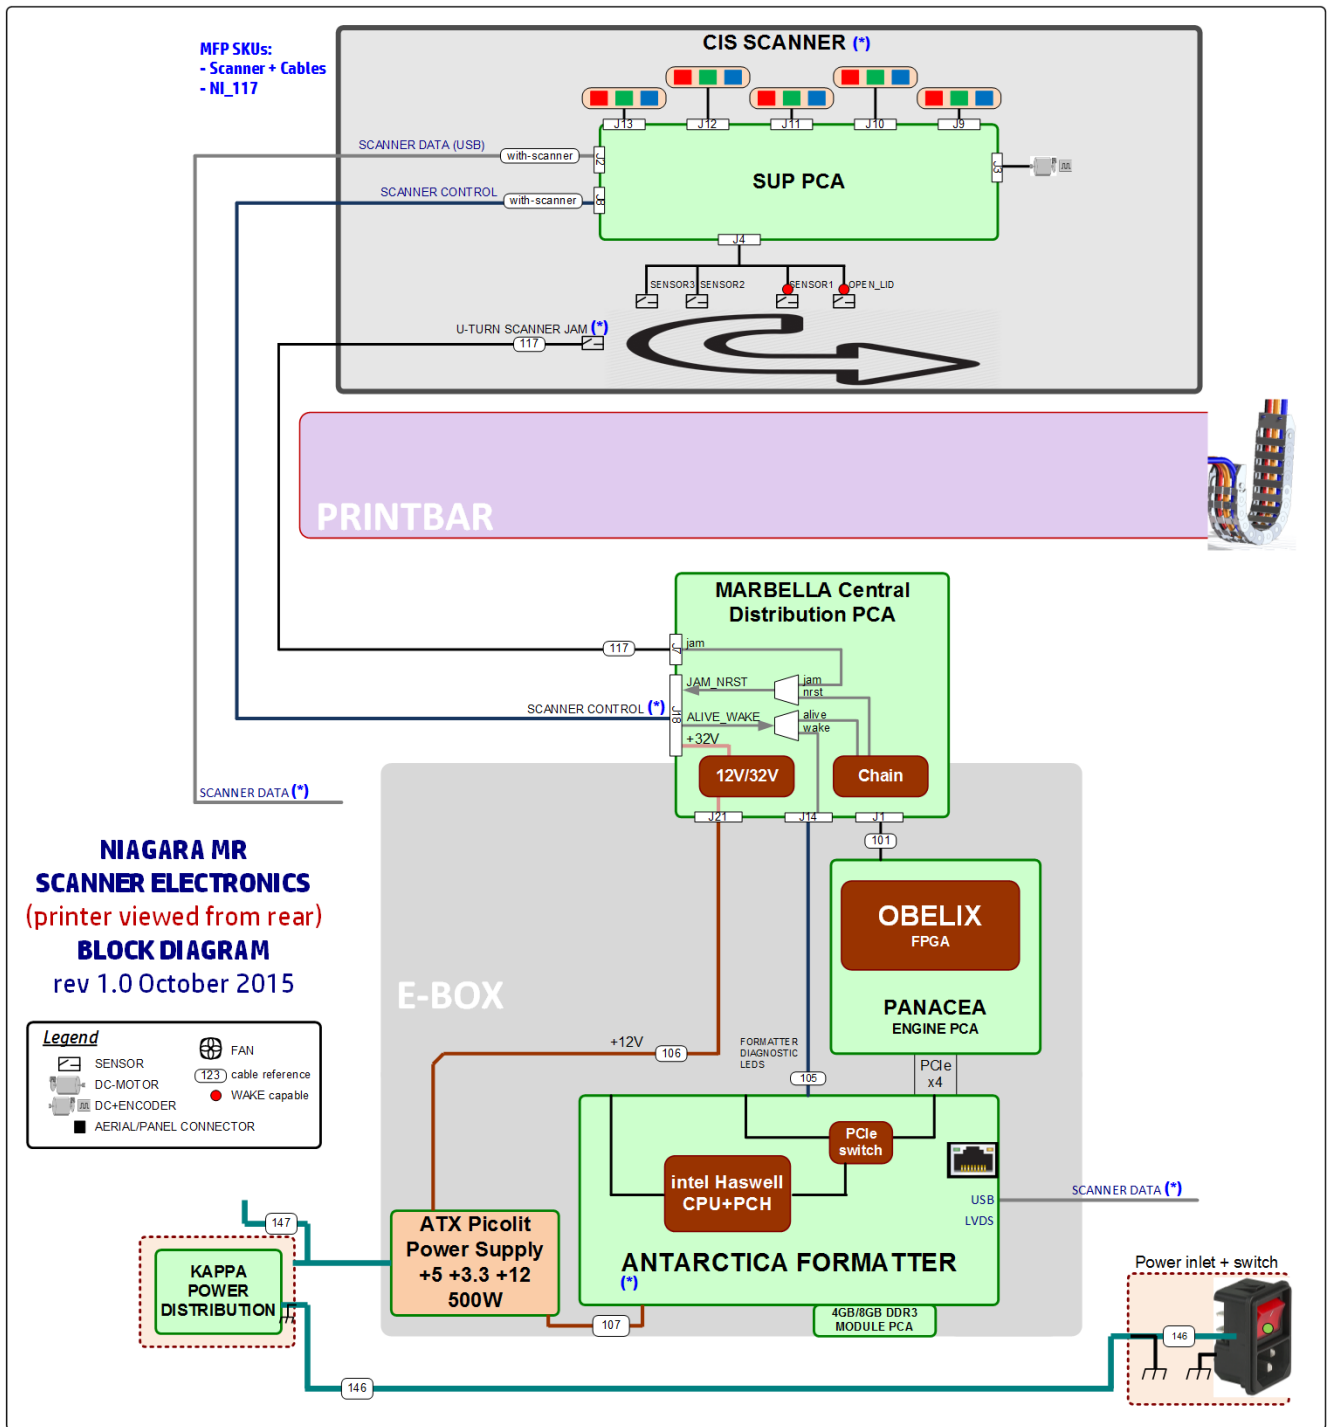 MFP SKUs:
- Scanner + Cables
- NI_117
CIS SCANNER (*)
J13
J12
J11
J10
J9
SCANNER DATA (USB)
with-scanner
J2
SCANNER CONTROL
with-scanner
J8
SUP PCA
J3
J4
SENSOR3
SENSOR2
SENSOR1
OPEN_LID
U-TURN SCANNER JAM (*)
117
PRINTBAR
MARBELLA Central
Distribution PCA
117
J7
jam
JAM_NRST
jam
nrst
SCANNER CONTROL (*)
J18
ALIVE_WAKE
alive
wake
+32V
12V/32V
Chain
SCANNER DATA (*)
J21
J14
J1
101
NIAGARA MR
SCANNER ELECTRONICS
(printer viewed from rear)
BLOCK DIAGRAM
rev 1.0 October 2015
OBELIX
FPGA
PANACEA
ENGINE PCA
E-BOX
Legend
SENSOR
DC-MOTOR
DC+ENCODER
AERIAL/PANEL CONNECTOR
FAN
123 cable reference
WAKE capable
+12V
106
FORMATTER
DIAGNOSTIC
LEDS
105
PCIe
x4
PCIe
switch
intel Haswell
CPU+PCH
USB
LVDS
SCANNER DATA (*)
ANTARCTICA FORMATTER
(*)
4GB/8GB DDR3
MODULE PCA
147
ATX Picolit
Power Supply
+5 +3.3 +12
500W
107
KAPPA
POWER
DISTRIBUTION
146
Power inlet + switch
146